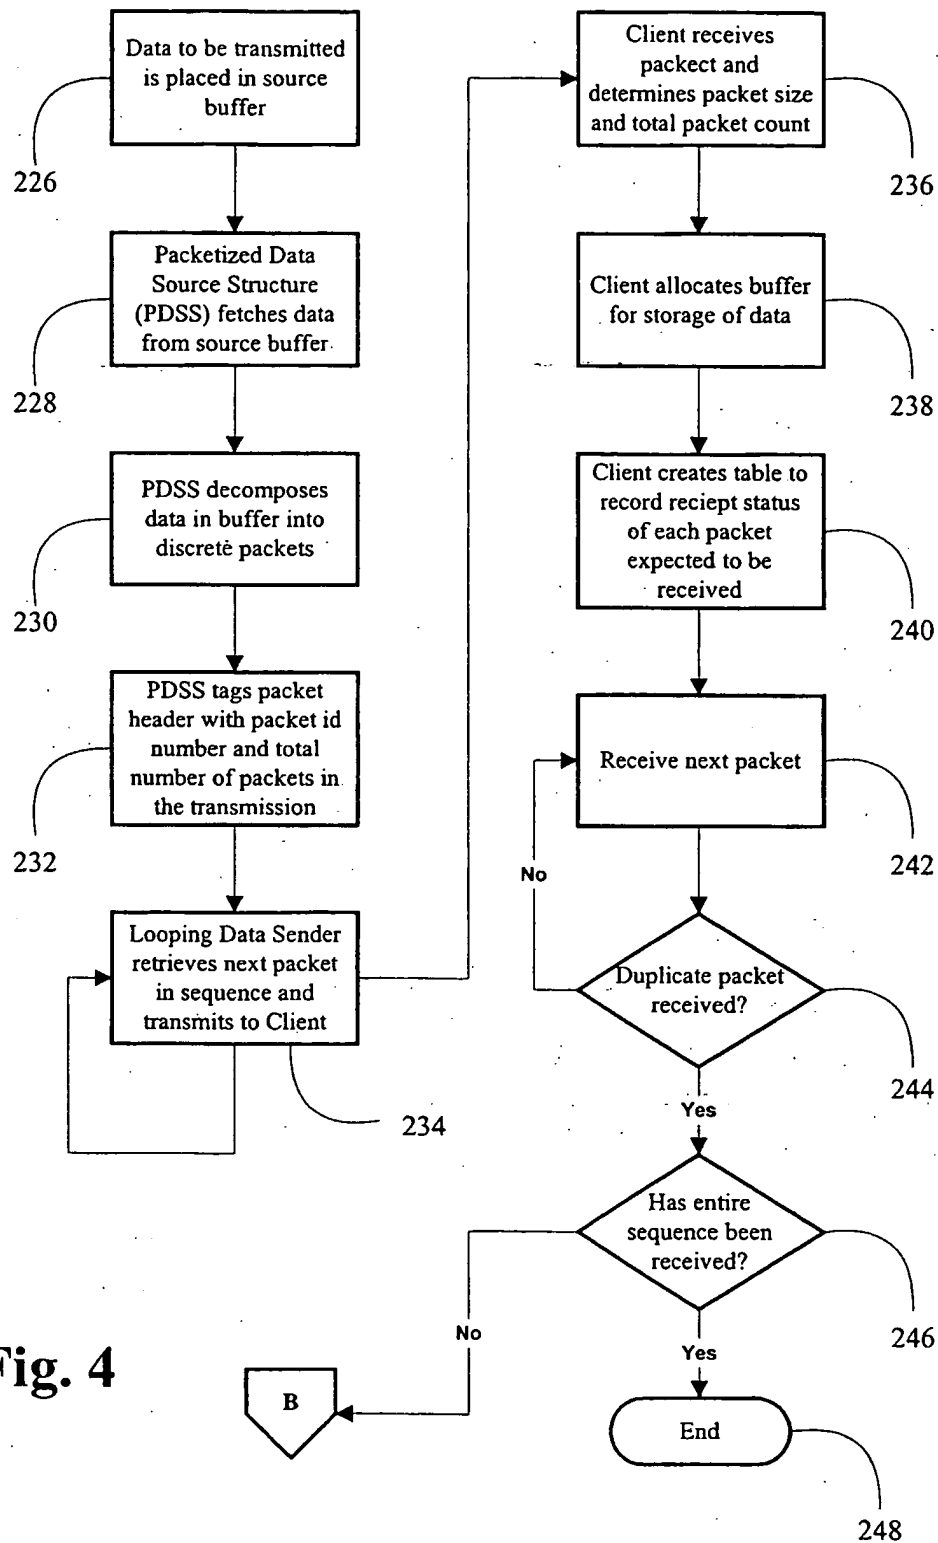 Data to be transmitted
is placed in source
buffer
226
Packetized Data
Source Structure
(PDSS) fetches data
from source buffer
228
PDSS decomposes
data in buffer into
discrete packets
230
PDSS tags packet
header with packet id
number and total
number of packets in
the transmission
232
Looping Data Sender
retrieves next packet
in sequence and
transmits to Client
234
Client receives
packect and
determines packet size
and total packet count
236
Client allocates buffer
for storage of data
238
Client creates table to
record reciept status
of each packet
expected to be
received
240
Receive next packet
242
No
Duplicate packet
received?
244
Yes
Has entire
sequence been
received?
246
No
Yes
B
End
248
Fig. 4